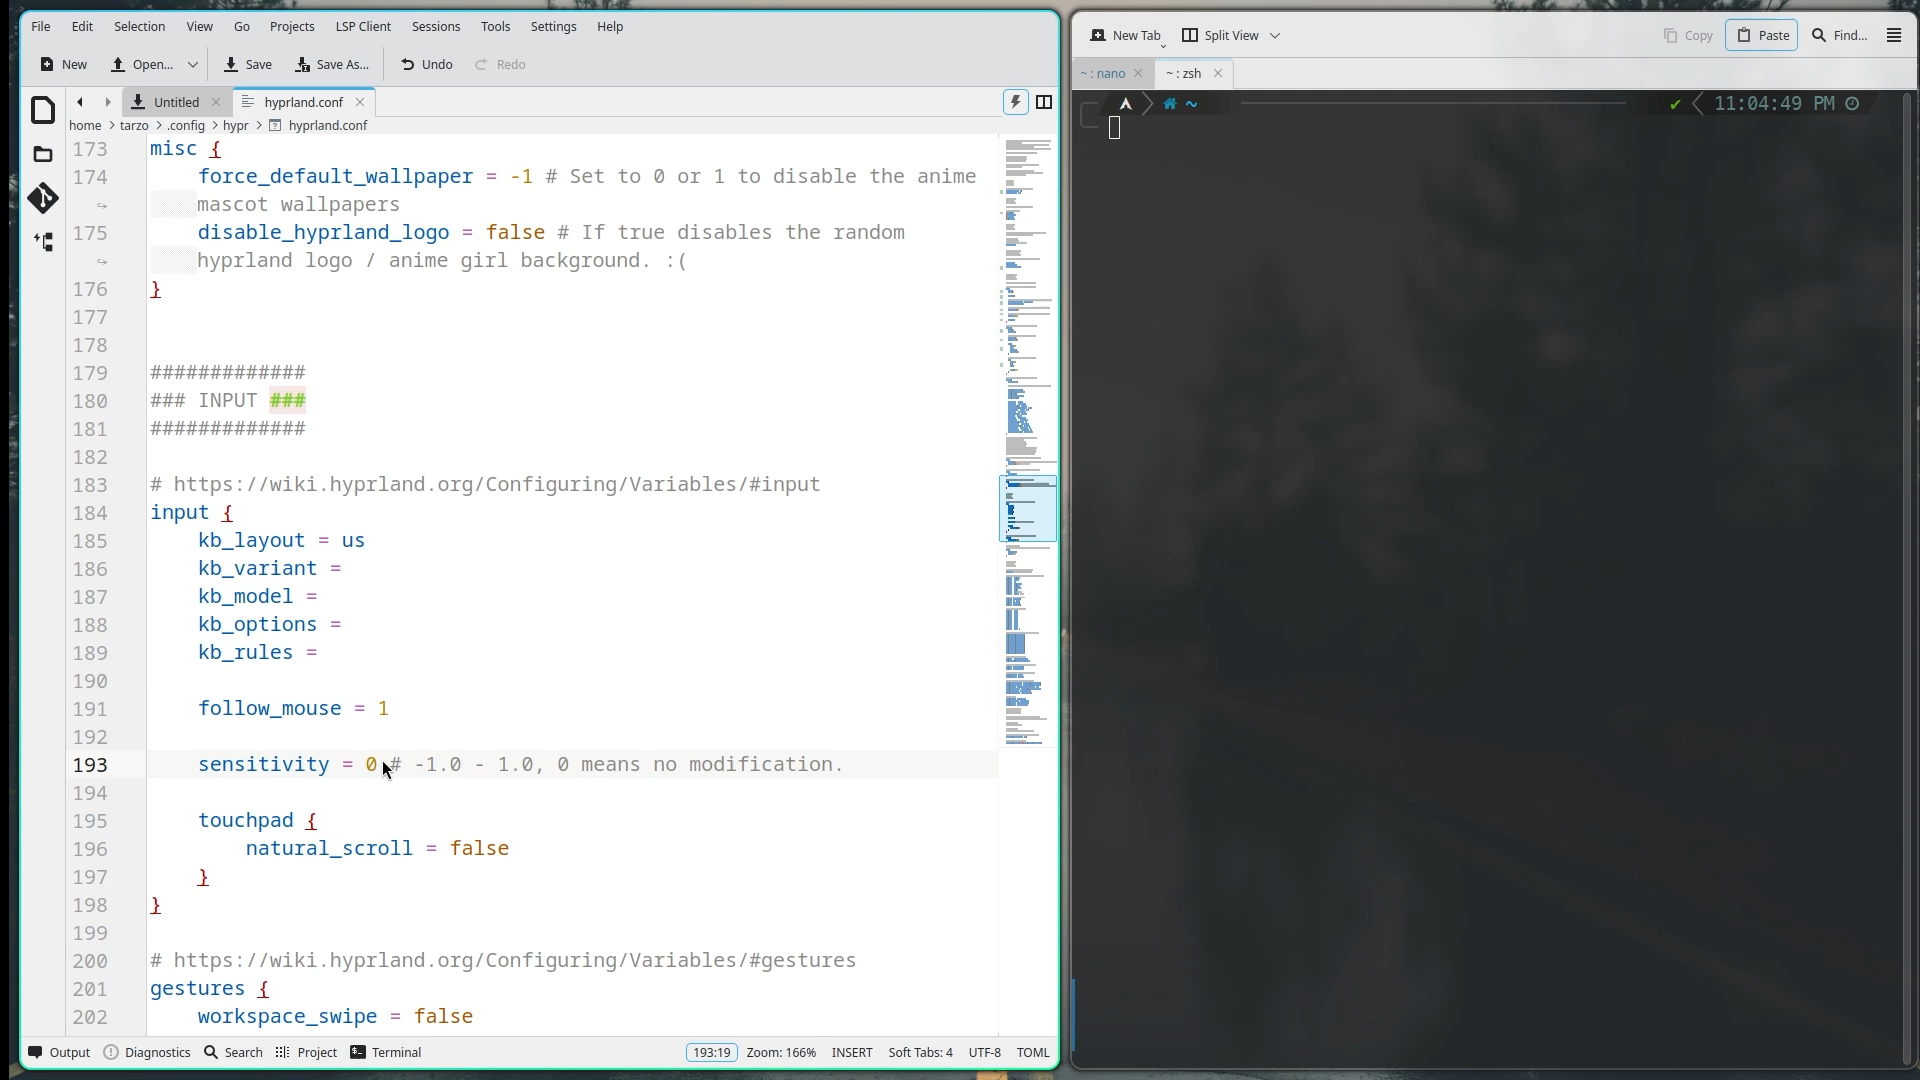 File Edit Selection View Go Projects LSP Client Sessions Tools Settings Help
New Open... Save Save As... Undo Redo
Untitled hyprland.conf
home > tarzo > .config > hypr > hyprland.conf
173 misc {
174 force_default_wallpaper = -1 # Set to 0 or 1 to disable the anime
mascot wallpapers
175 disable_hyprland_logo = false # If true disables the random
hyprland logo / anime girl background. :(
176 }
177
178
179 #############
180 ### INPUT ###
181 #############
182
183 # https://wiki.hyprland.org/Configuring/Variables/#input
184 input {
185 kb_layout = us
186 kb_variant =
187 kb_model =
188 kb_options =
189 kb_rules =
190
191 follow_mouse = 1
192
193 sensitivity = 0 # -1.0 - 1.0, 0 means no modification.
194
195 touchpad {
196 natural_scroll = false
197 }
198 }
199
200 # https://wiki.hyprland.org/Configuring/Variables/#gestures
201 gestures {
202 workspace_swipe = false
Output Diagnostics Search Project Terminal 193:19 Zoom: 166% INSERT Soft Tabs: 4 UTF-8 TOML
New Tab Split View Copy Paste Find...
~ : nano ~ : zsh
~ ✔ 11:04:49 PM